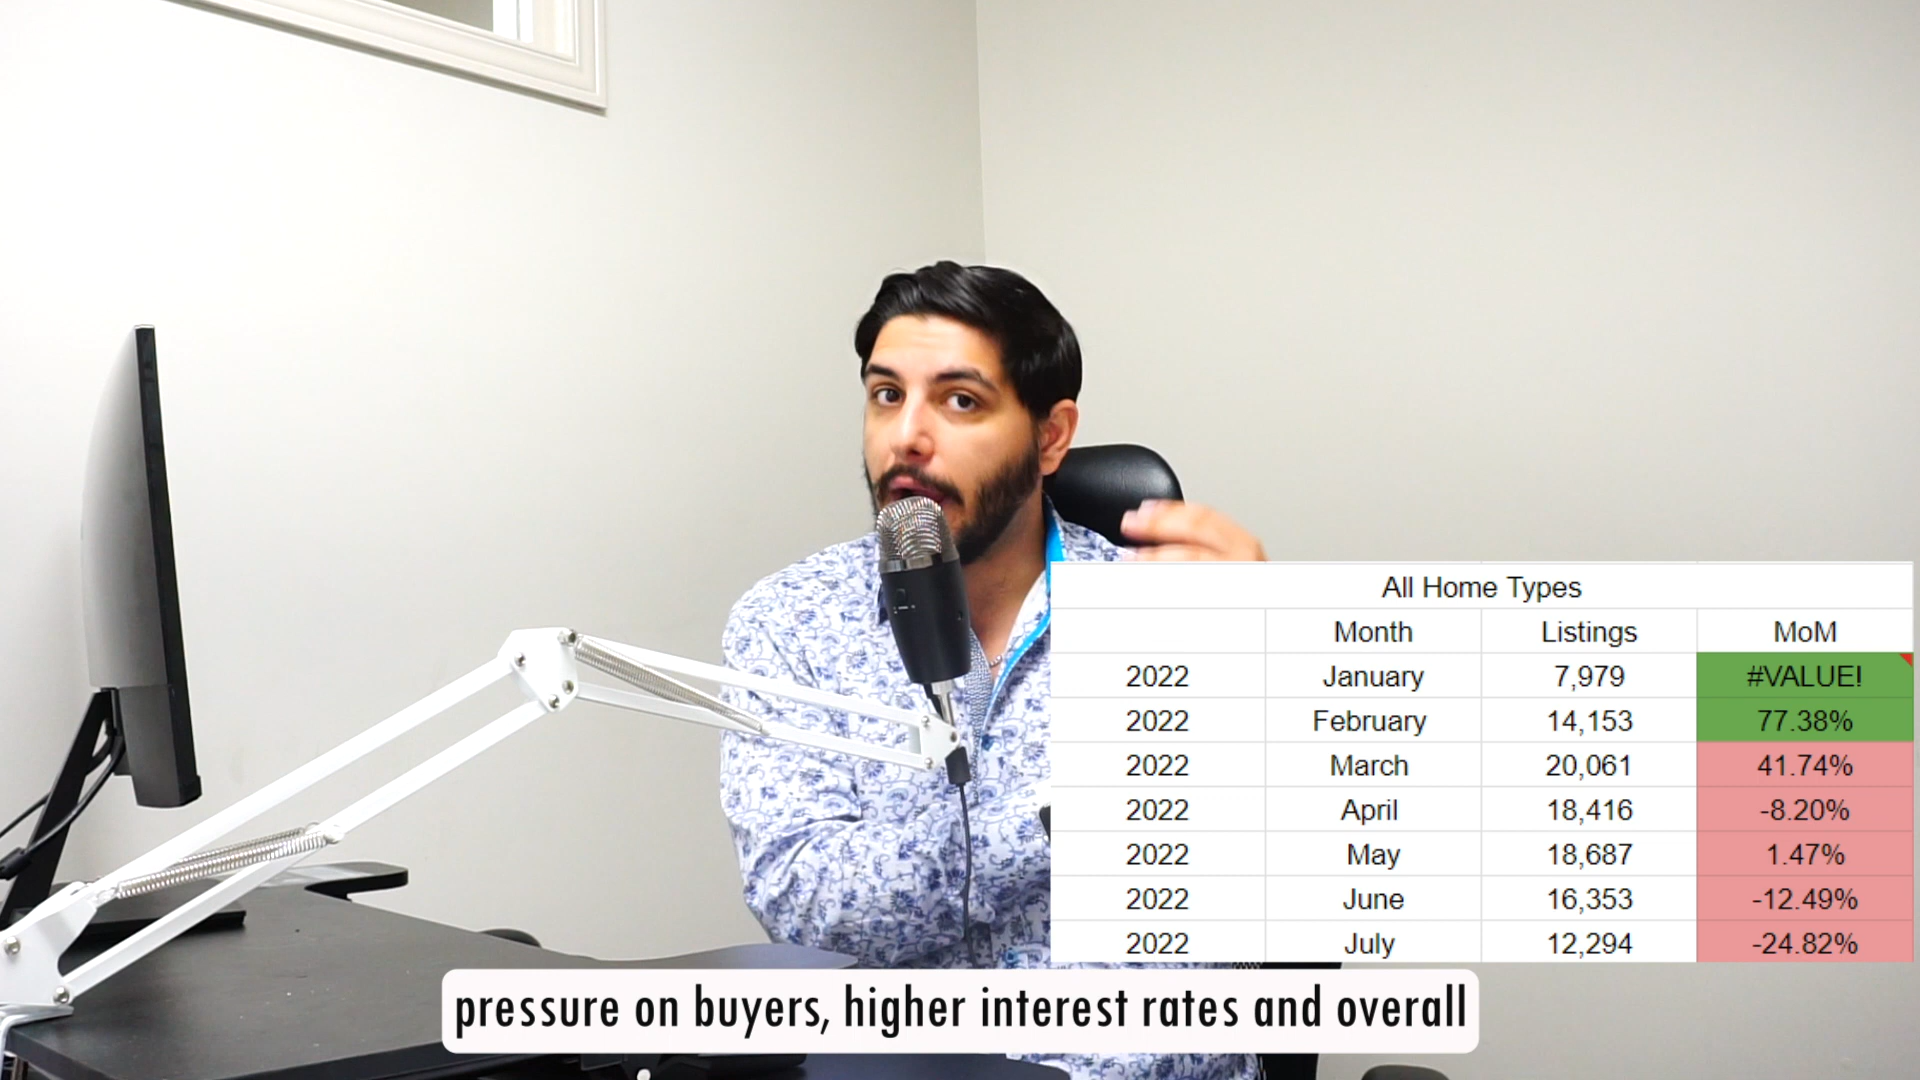 All Home Types
Month Listings MoM
2022 January 7,979 #VALUE!
2022 February 14,153 77.38%
2022 March 20,061 41.74%
2022 April 18,416 -8.20%
2022 May 18,687 1.47%
2022 June 16,353 -12.49%
2022 July 12,294 -24.82%
pressure on buyers, higher interest rates and overall